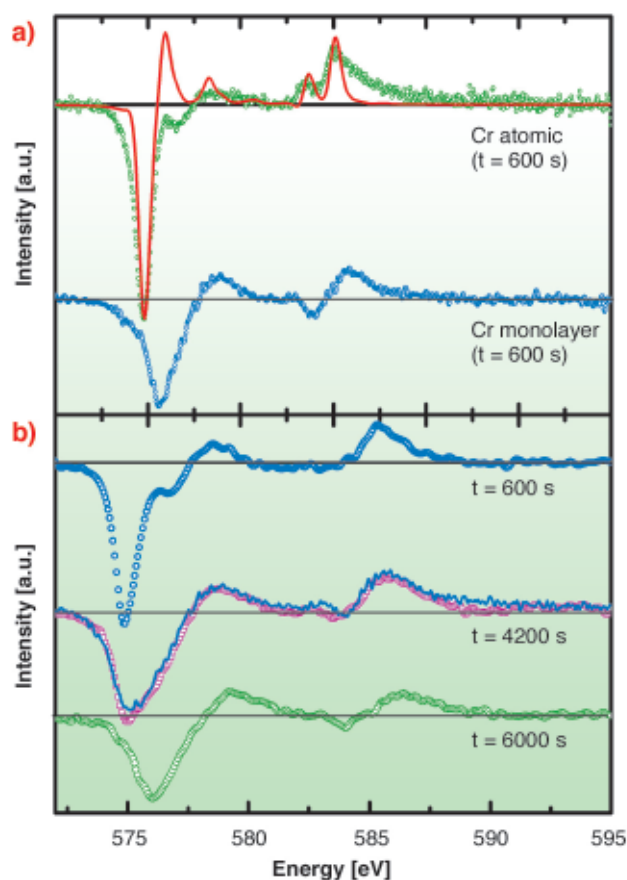 a)
Intensity [a.u.]
Cr atomic
(t = 600 s)
Cr monolayer
(t = 600 s)
b)
Intensity [a.u.]
t = 600 s
t = 4200 s
t = 6000 s
575 580 585 590 595
Energy [eV]